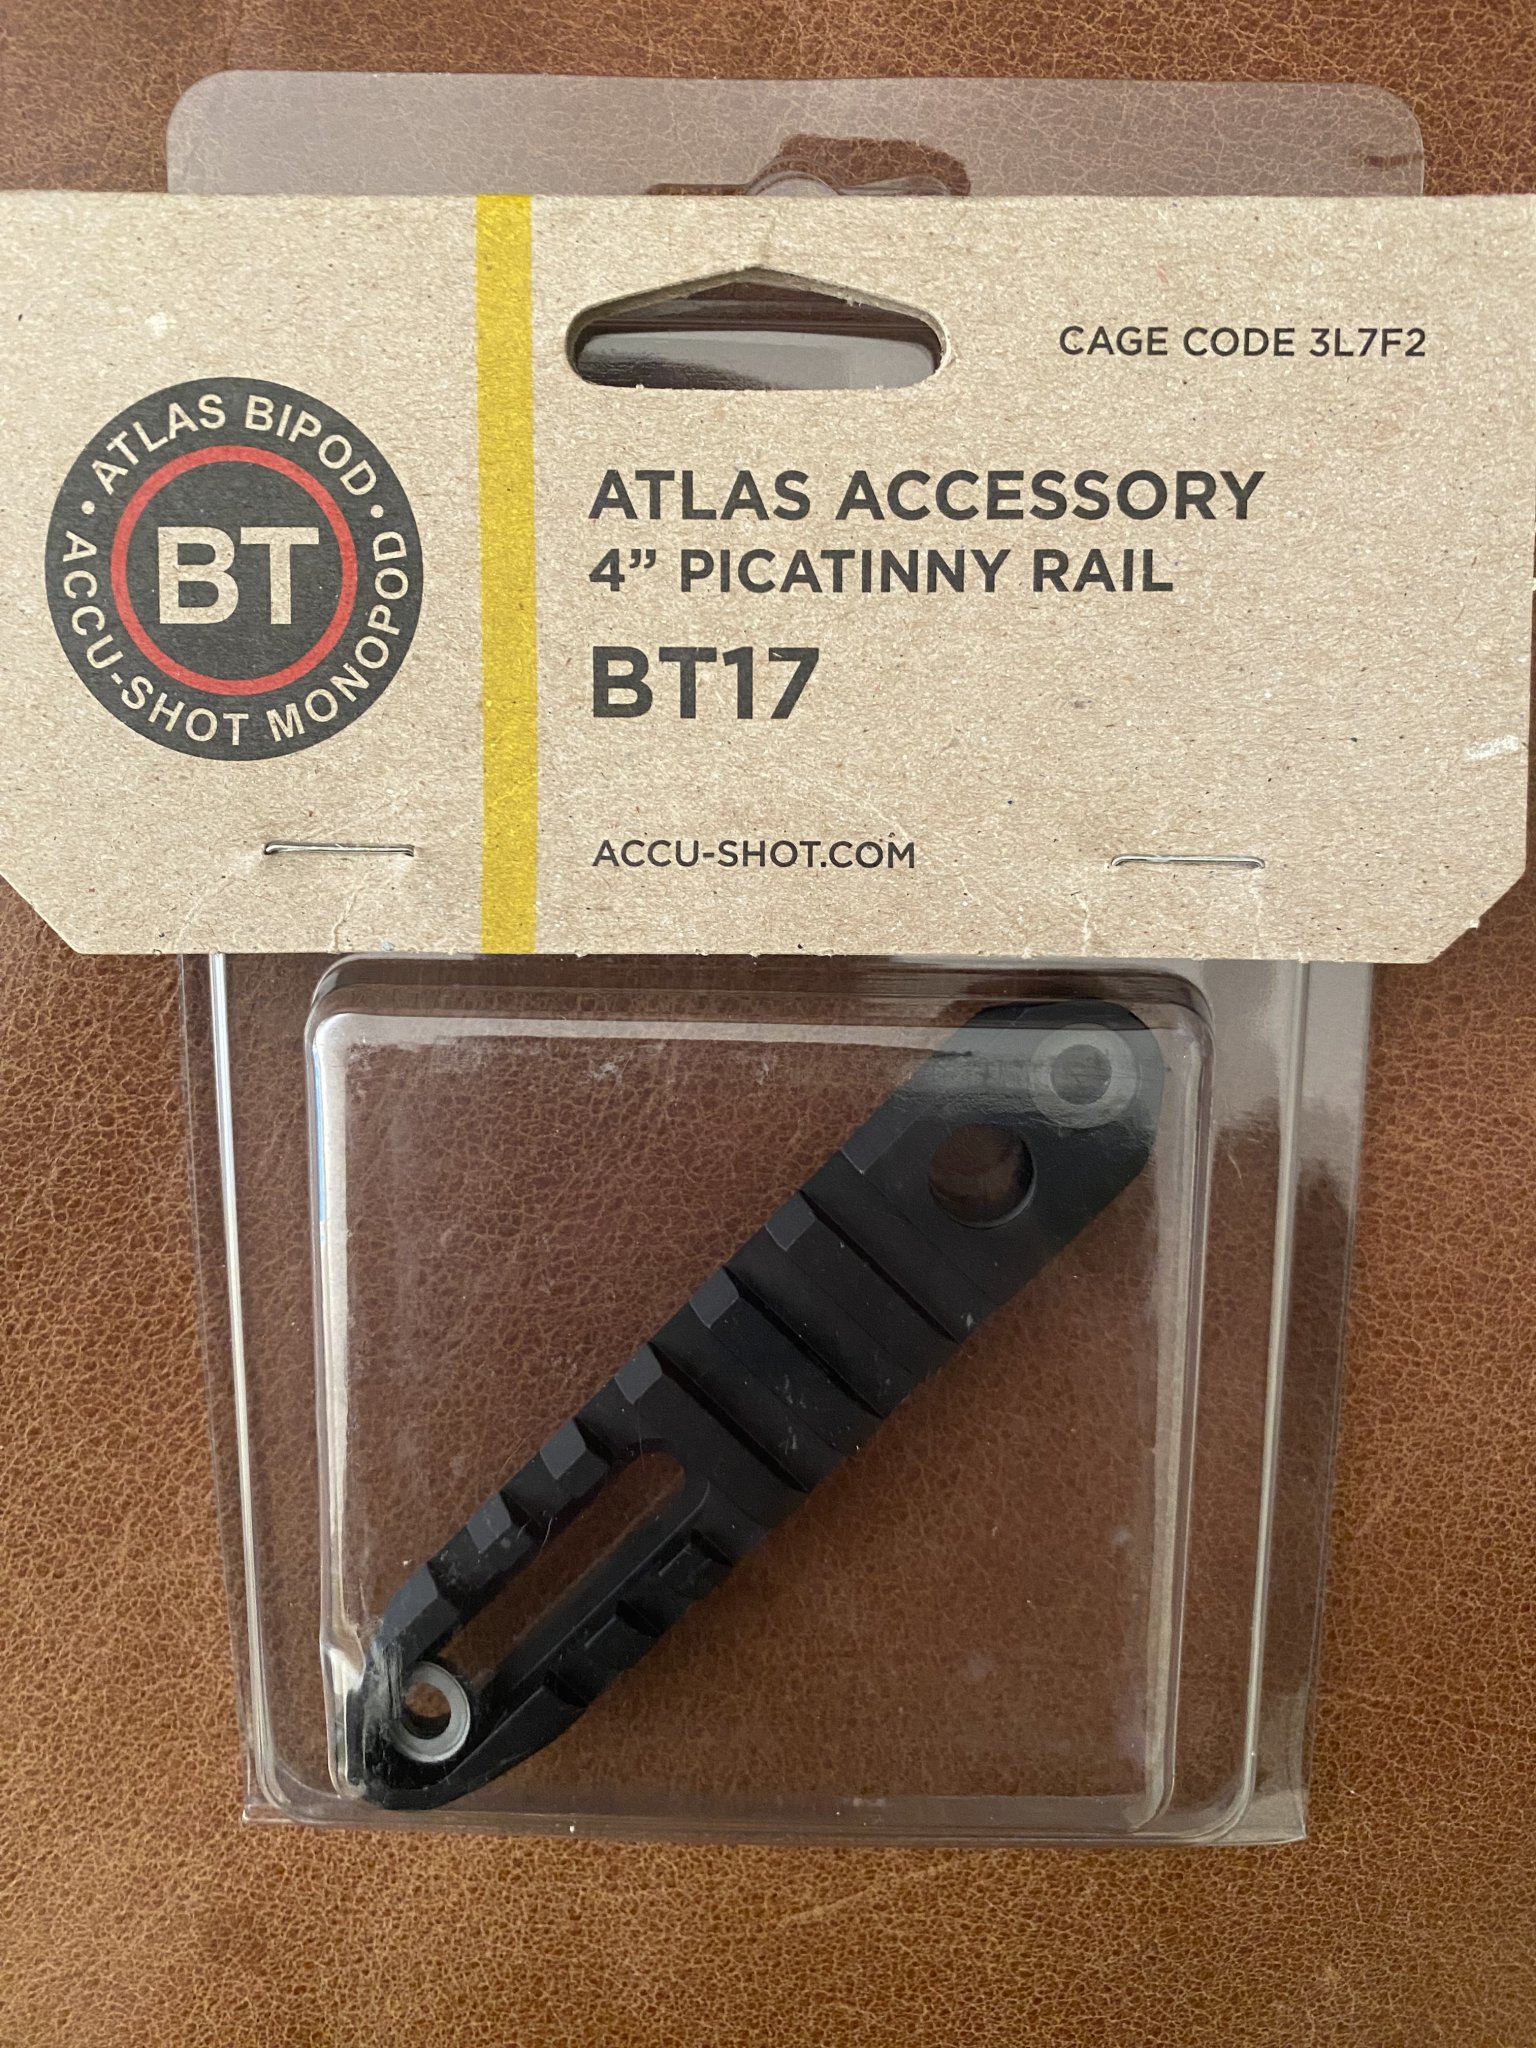 ATLAS BIPOD
BT
ACCU-SHOT MONOPOD
CAGE CODE 3L7F2
ATLAS ACCESSORY
4” PICATINNY RAIL
BT17
ACCU-SHOT.COM